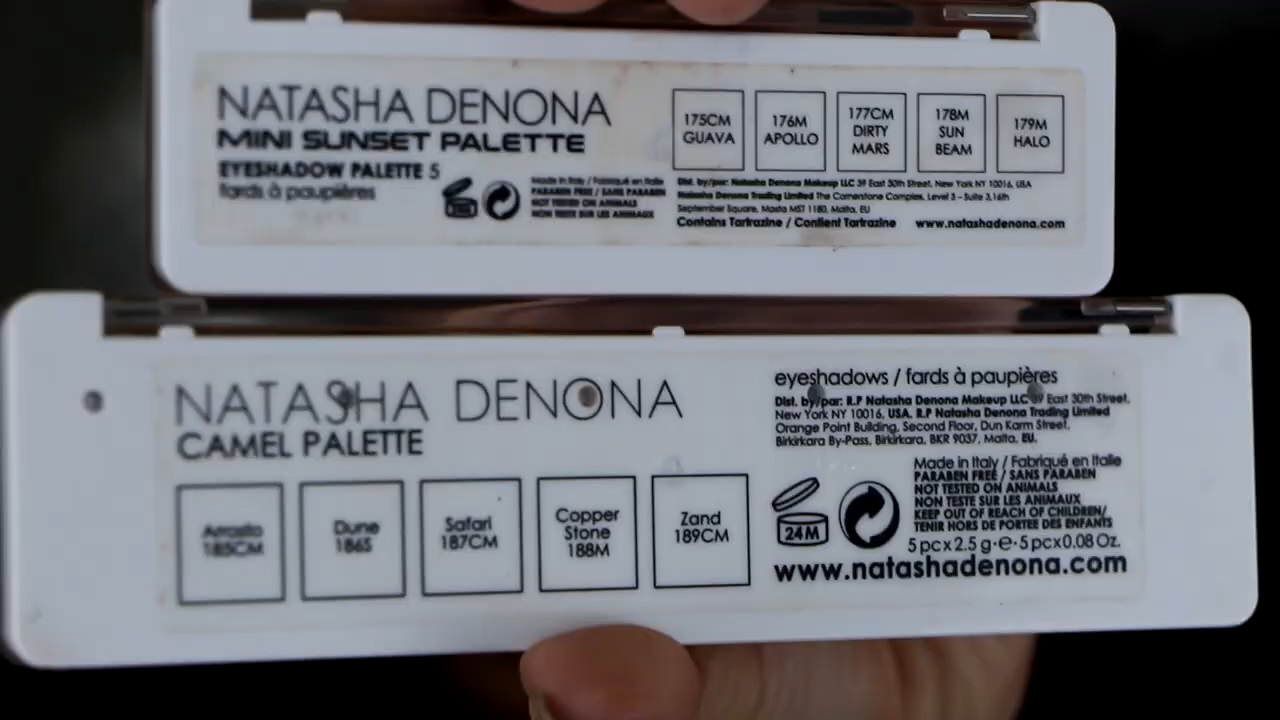 NATASHA DENONA
MINI SUNSET PALETTE
EYESHADOW PALETTE 5
fards à paupières
Made in Italy / Fabriqué en Italie
PARABEN FREE / SANS PARABEN
NOT TESTED ON ANIMALS
NON TESTE SUR LES ANIMAUX
175CM
GUAVA
176M
APOLLO
177CM
DIRTY
MARS
178M
SUN
BEAM
179M
HALO
Dist. by/par: Natasha Denona Makeup LLC 39 East 30th Street, New York NY 10016, USA
Natasha Denona Trading Limited The Cornerstone Complex, Level 3 - Suite 3,16th
September Square, Mosta MST 1180, Malta, EU
Contains Tartrazine / Contient Tartrazine www.natashadenona.com
NATASHA DENONA
CAMEL PALETTE
185CM
Dune
186S
Safari
187CM
Copper
Stone
188M
Zand
189CM
eyeshadows / fards à paupières
Dist. by/par: R.P Natasha Denona Makeup LLC 39 East 30th Street,
New York NY 10016, USA. R.P Natasha Denona Trading Limited
Orange Point Building, Second Floor, Dun Karm Street,
Birkirkara By-Pass, Birkirkara, BKR 9037, Malta, EU.
24M
Made in Italy / Fabriqué en Italie
PARABEN FREE / SANS PARABEN
NOT TESTED ON ANIMALS
NON TESTE SUR LES ANIMAUX
KEEP OUT OF REACH OF CHILDREN/
TENIR HORS DE PORTEE DES ENFANTS
5 pc x 2.5 g·e·5 pc x 0.08 Oz.
www.natashadenona.com